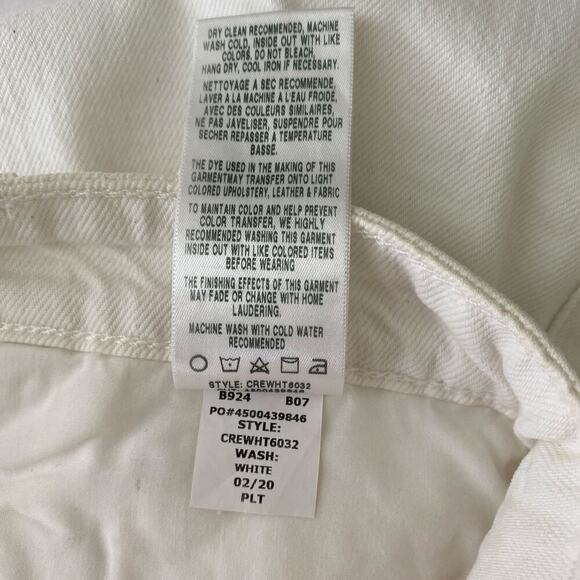 DRY CLEAN RECOMMENDED, MACHINE
WASH COLD, INSIDE OUT WITH LIKE
COLORS. DO NOT BLEACH,
HANG DRY, COOL IRON IF NECESSARY.
NETTOYAGE A SEC RECOMMENDE,
LAVER A LA MACHINE A L'EAU FROIDE,
AVEC DES COULEURS SIMILAIRES,
NE PAS JAVELISER, SUSPENDRE POUR
SECHER REPASSER A TEMPERATURE
BASSE.
THE DYE USED IN THE MAKING OF THIS
GARMENTMAY TRANSFER ONTO LIGHT
COLORED UPHOLSTERY, LEATHER & FABRIC
TO MAINTAIN COLOR AND HELP PREVENT
COLOR TRANSFER, WE HIGHLY
RECOMMENDED WASHING THIS GARMENT
INSIDE OUT WITH LIKE COLORED ITEMS
BEFORE WEARING
THE FINISHING EFFECTS OF THIS GARMENT
MAY FADE OR CHANGE WITH HOME
LAUDERING.
MACHINE WASH WITH COLD WATER
RECOMMENDED
STYLE: CREWHT6032
B924 B07
PO#4500439846
STYLE:
CREWHT6032
WASH:
WHITE
02/20
PLT